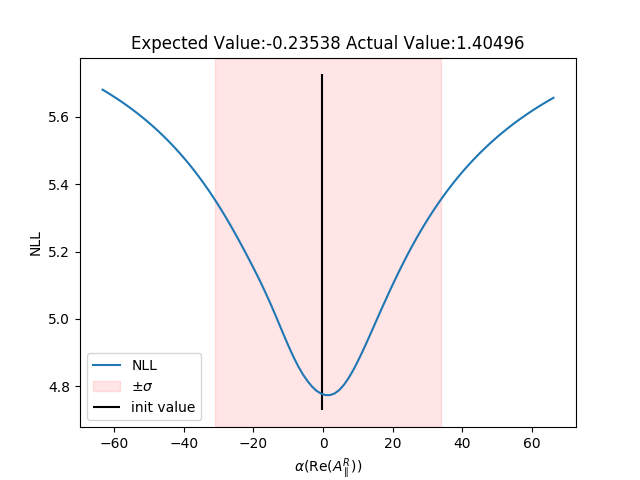 Expected Value:-0.23538 Actual Value:1.40496
NLL
5.6
5.4
5.2
5.0
4.8
NLL
±σ
init value
−60 −40 −20 0 20 40 60
α(Re(A∥ᴿ))